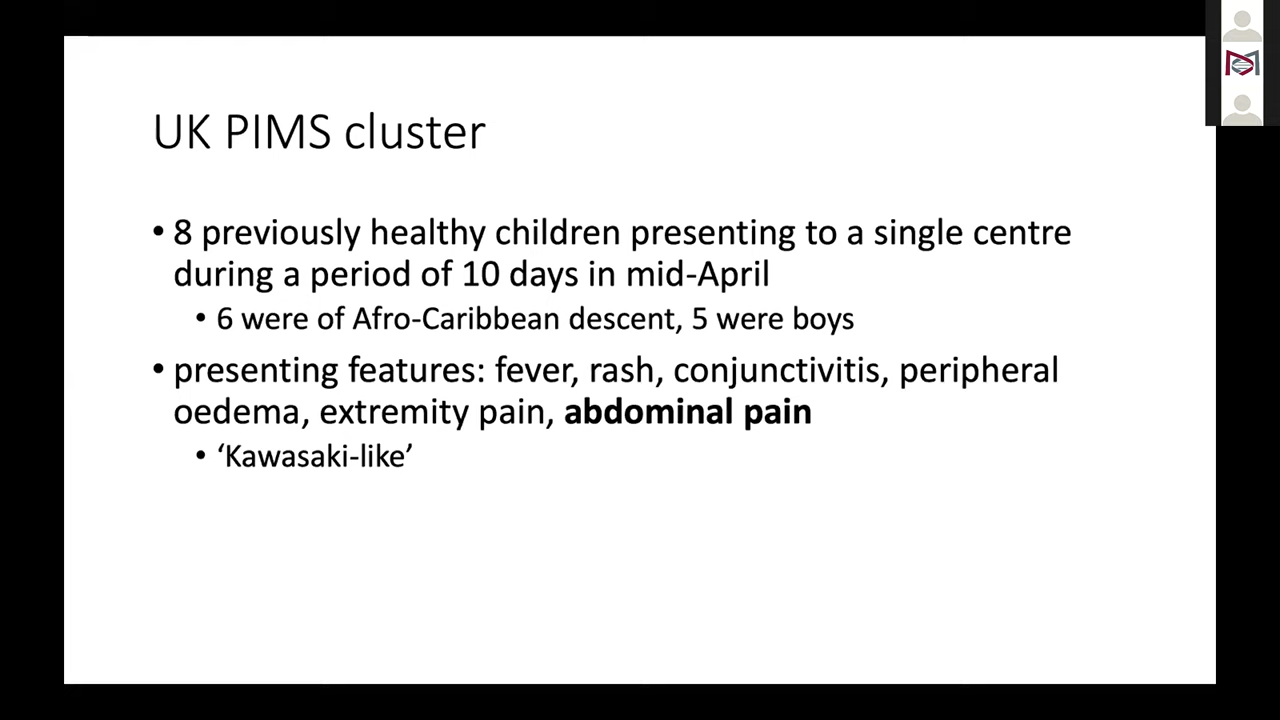 UK PIMS cluster
• 8 previously healthy children presenting to a single centre
during a period of 10 days in mid-April
• 6 were of Afro-Caribbean descent, 5 were boys
• presenting features: fever, rash, conjunctivitis, peripheral
oedema, extremity pain, abdominal pain
• ‘Kawasaki-like’